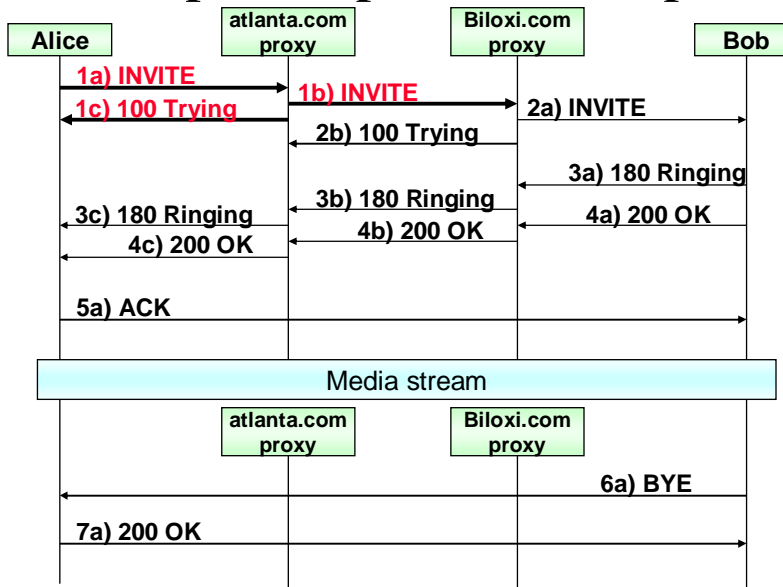 Alice
atlanta.com
proxy
Biloxi.com
proxy
Bob
1a) INVITE
1b) INVITE
1c) 100 Trying
2a) INVITE
2b) 100 Trying
3a) 180 Ringing
3b) 180 Ringing
3c) 180 Ringing
4a) 200 OK
4b) 200 OK
4c) 200 OK
5a) ACK
Media stream
atlanta.com
proxy
Biloxi.com
proxy
6a) BYE
7a) 200 OK